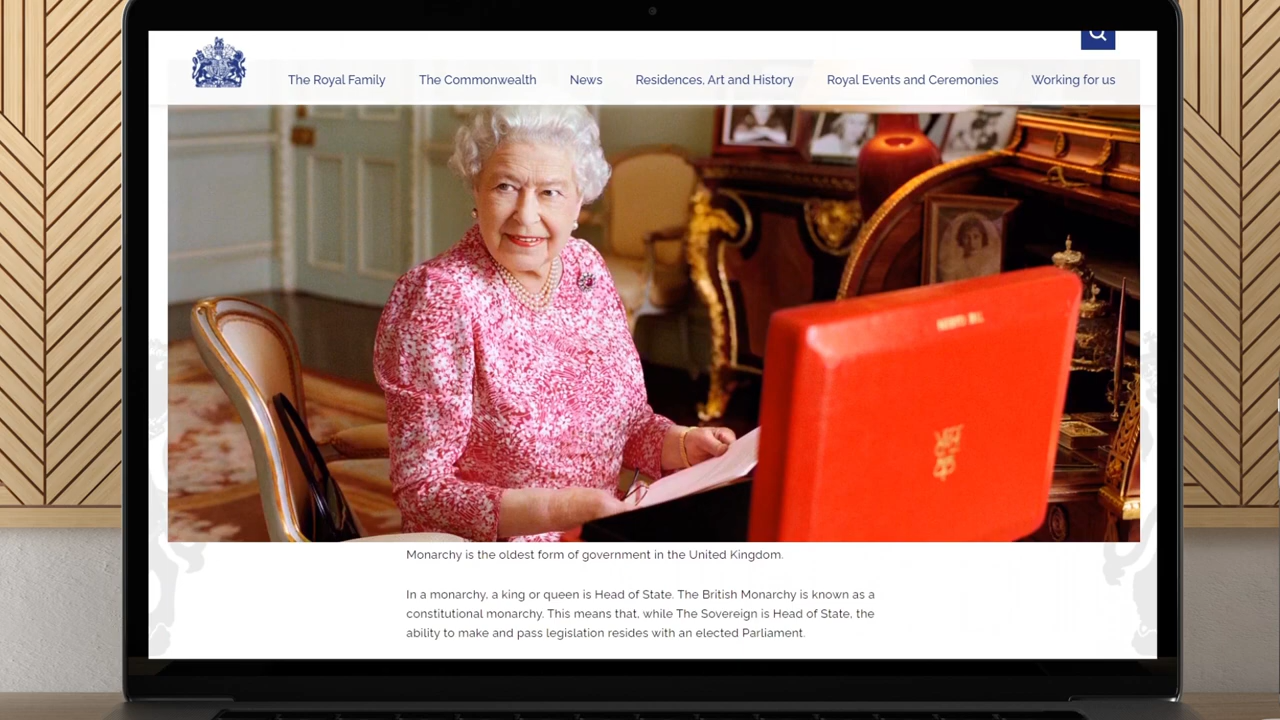 The Royal Family The Commonwealth News Residences, Art and History Royal Events and Ceremonies Working for us
Monarchy is the oldest form of government in the United Kingdom.
In a monarchy, a king or queen is Head of State. The British Monarchy is known as a
constitutional monarchy. This means that, while The Sovereign is Head of State, the
ability to make and pass legislation resides with an elected Parliament.